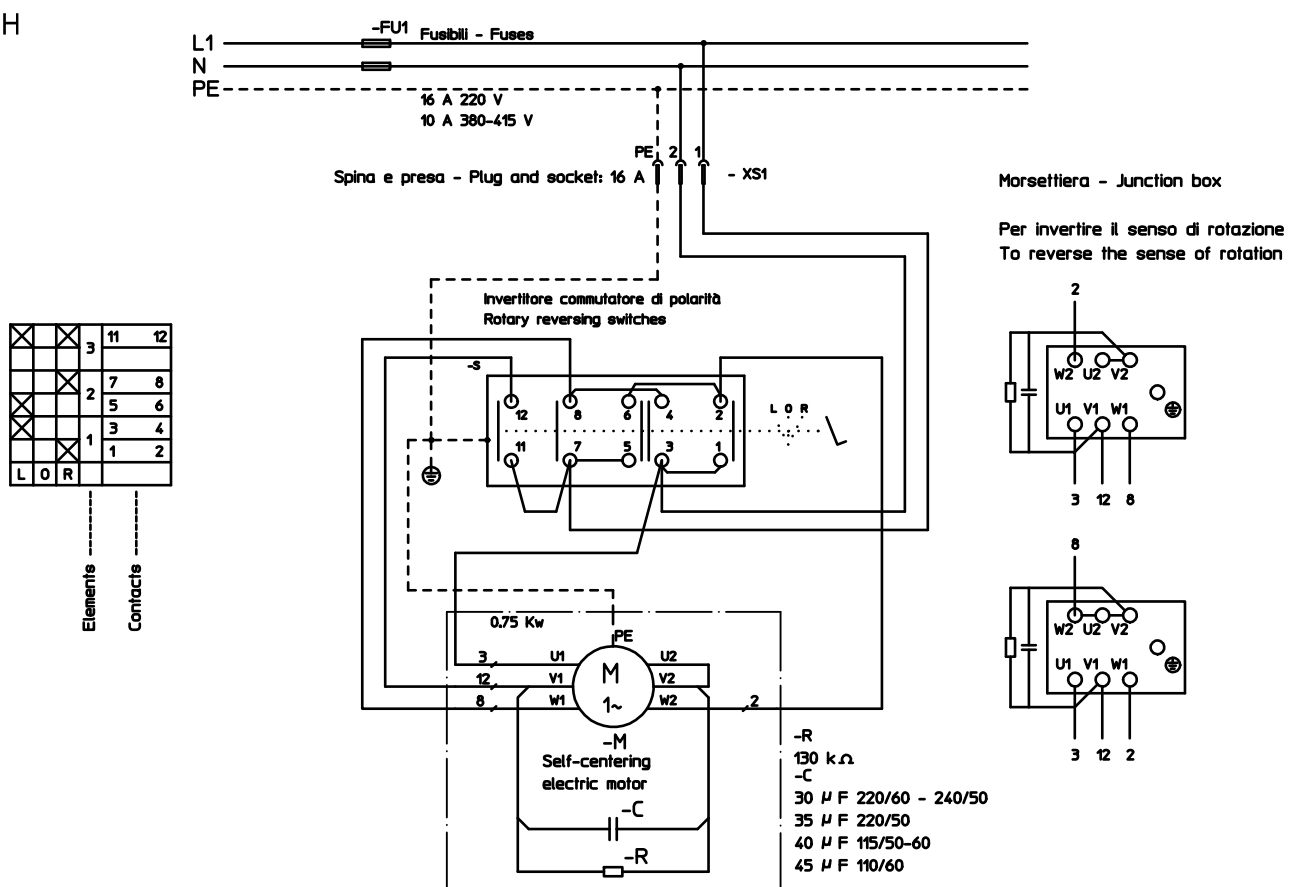 H
-FU1
Fusibili - Fuses
L1
N
PE
16 A 220 V
10 A 380-415 V
PE 2 1
Spina e presa - Plug and socket: 16 A
- XS1
Morsettiera - Junction box
Per invertire il senso di rotazione
To reverse the sense of rotation
Invertitore commutatore di polarità
Rotary reversing switches
-S
12 8 6 4 2
11 7 5 3 1
L O R
3 11 12
2 7 8
5 6
1 3 4
1 2
L O R
Elements
Contacts
2
W2 U2 V2
U1 V1 W1
3 12 8
8
W2 U2 V2
U1 V1 W1
3 12 2
0.75 Kw
PE
3 U1 U2
12 V1 V2
8 W1 W2 2
M
1~
-M
Self-centering
electric motor
-C
-R
-R
130 kΩ
-C
30 µF 220/60 - 240/50
35 µF 220/50
40 µF 115/50-60
45 µF 110/60